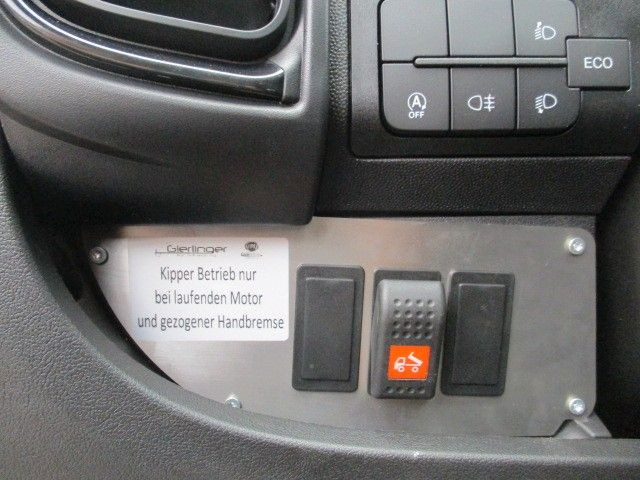 ECO
A
OFF
Gierlinger
Kipper Betrieb nur
bei laufenden Motor
und gezogener Handbremse